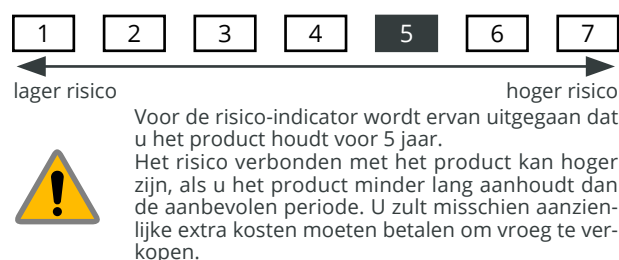 1 2 3 4 5 6 7
lager risico hoger risico
Voor de risico-indicator wordt ervan uitgegaan dat
u het product houdt voor 5 jaar.
Het risico verbonden met het product kan hoger
zijn, als u het product minder lang aanhoudt dan
de aanbevolen periode. U zult misschien aanzien-
lijke extra kosten moeten betalen om vroeg te ver-
kopen.